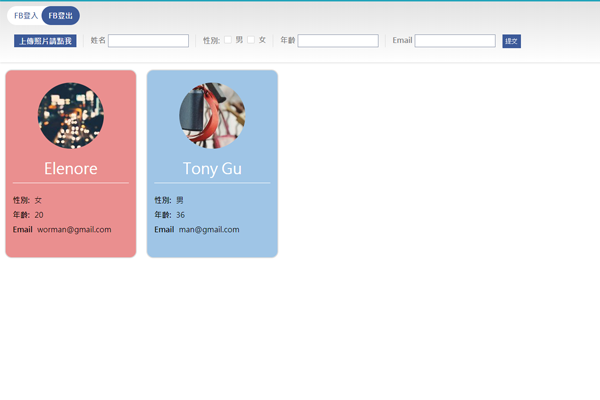 FB登入 FB登出
上傳照片請點我 姓名 性別: 男 女 年齡 Email 提交
Elenore
性別: 女
年齡: 20
Email worman@gmail.com
Tony Gu
性別: 男
年齡: 36
Email man@gmail.com